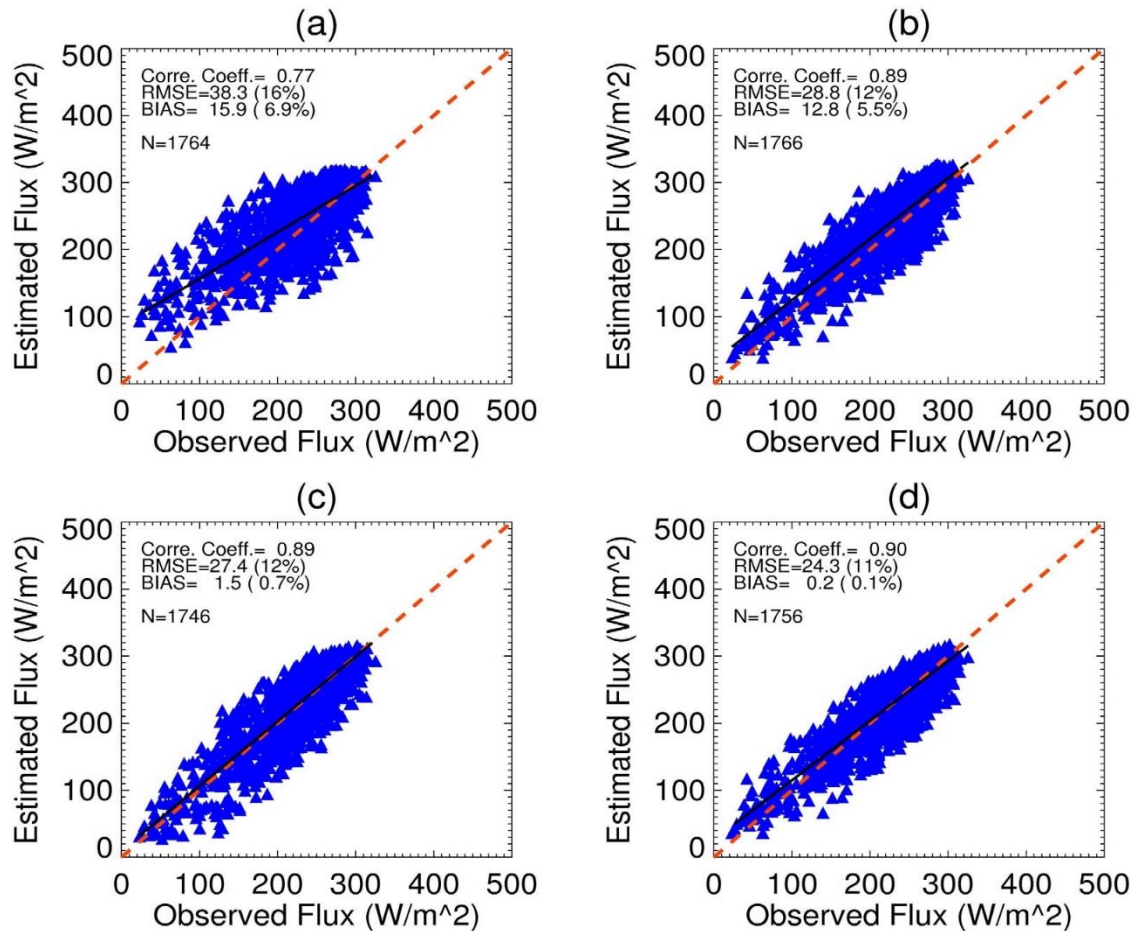 (a)
500
400
300
200
100
0
Estimated Flux (W/m^2)
Corre. Coeff.= 0.77
RMSE=38.3 (16%)
BIAS= 15.9 ( 6.9%)
N=1764
0 100 200 300 400 500
Observed Flux (W/m^2)
(b)
500
400
300
200
100
0
Estimated Flux (W/m^2)
Corre. Coeff.= 0.89
RMSE=28.8 (12%)
BIAS= 12.8 ( 5.5%)
N=1766
0 100 200 300 400 500
Observed Flux (W/m^2)
(c)
500
400
300
200
100
0
Estimated Flux (W/m^2)
Corre. Coeff.= 0.89
RMSE=27.4 (12%)
BIAS= 1.5 ( 0.7%)
N=1746
0 100 200 300 400 500
Observed Flux (W/m^2)
(d)
500
400
300
200
100
0
Estimated Flux (W/m^2)
Corre. Coeff.= 0.90
RMSE=24.3 (11%)
BIAS= 0.2 ( 0.1%)
N=1756
0 100 200 300 400 500
Observed Flux (W/m^2)